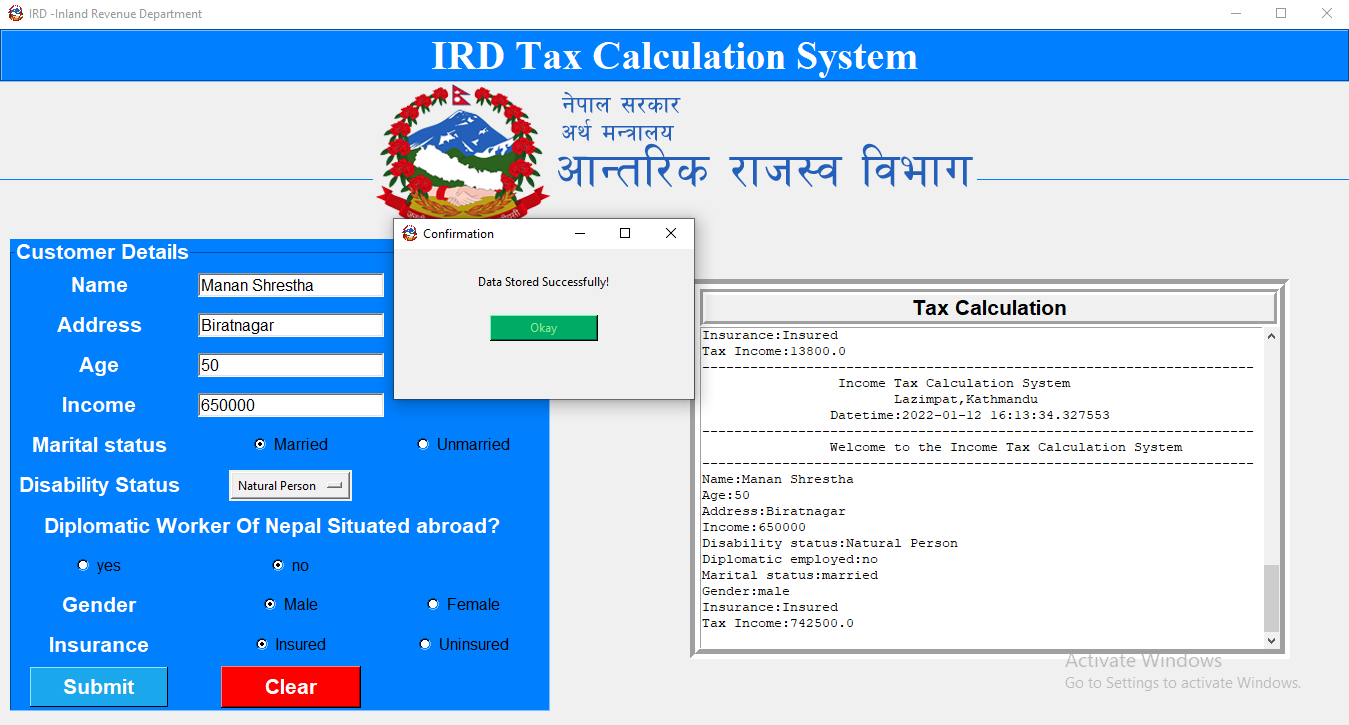 IRD -Inland Revenue Department
IRD Tax Calculation System
नेपाल सरकार
अर्थ मन्त्रालय
आन्तरिक राजस्व विभाग
Confirmation
Data Stored Successfully!
Okay
Customer Details
Name Manan Shrestha
Address Biratnagar
Age 50
Income 650000
Marital status Married Unmarried
Disability Status Natural Person
Diplomatic Worker Of Nepal Situated abroad?
yes no
Gender Male Female
Insurance Insured Uninsured
Submit Clear
Tax Calculation
Insurance:Insured
Tax Income:13800.0
---------------------------------------------------------------------
Income Tax Calculation System
Lazimpat,Kathmandu
Datetime:2022-01-12 16:13:34.327553
---------------------------------------------------------------------
Welcome to the Income Tax Calculation System
---------------------------------------------------------------------
Name:Manan Shrestha
Age:50
Address:Biratnagar
Income:650000
Disability status:Natural Person
Diplomatic employed:no
Marital status:married
Gender:male
Insurance:Insured
Tax Income:742500.0
Activate Windows
Go to Settings to activate Windows.